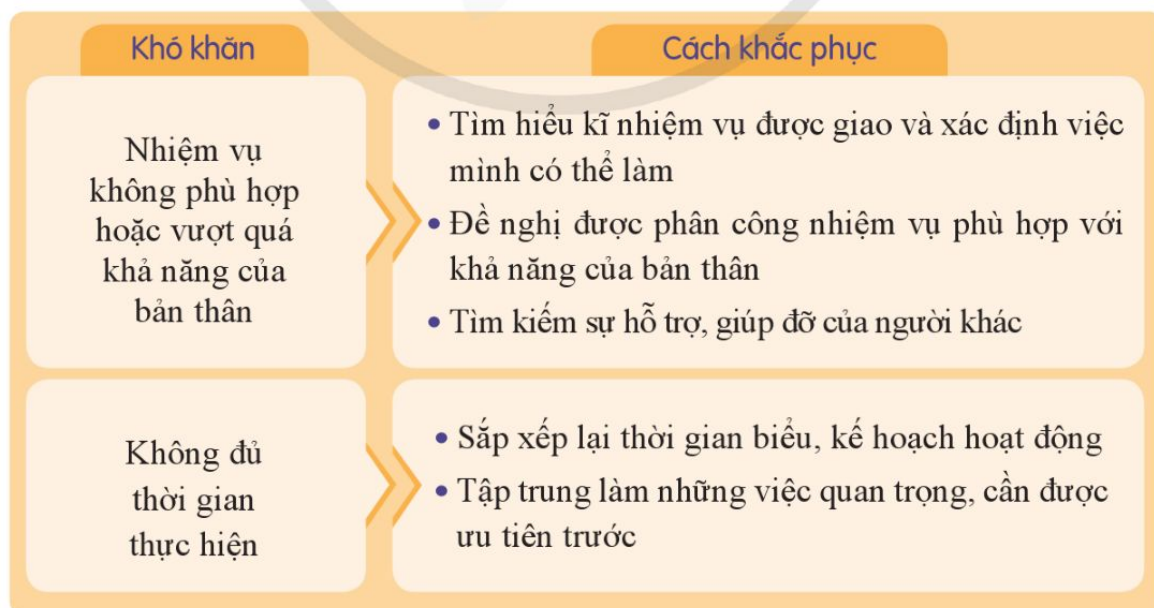 Khó khăn
Cách khắc phục
Nhiệm vụ
không phù hợp
hoặc vượt quá
khả năng của
bản thân
• Tìm hiểu kĩ nhiệm vụ được giao và xác định việc
mình có thể làm
• Đề nghị được phân công nhiệm vụ phù hợp với
khả năng của bản thân
• Tìm kiếm sự hỗ trợ, giúp đỡ của người khác
Không đủ
thời gian
thực hiện
• Sắp xếp lại thời gian biểu, kế hoạch hoạt động
• Tập trung làm những việc quan trọng, cần được
ưu tiên trước